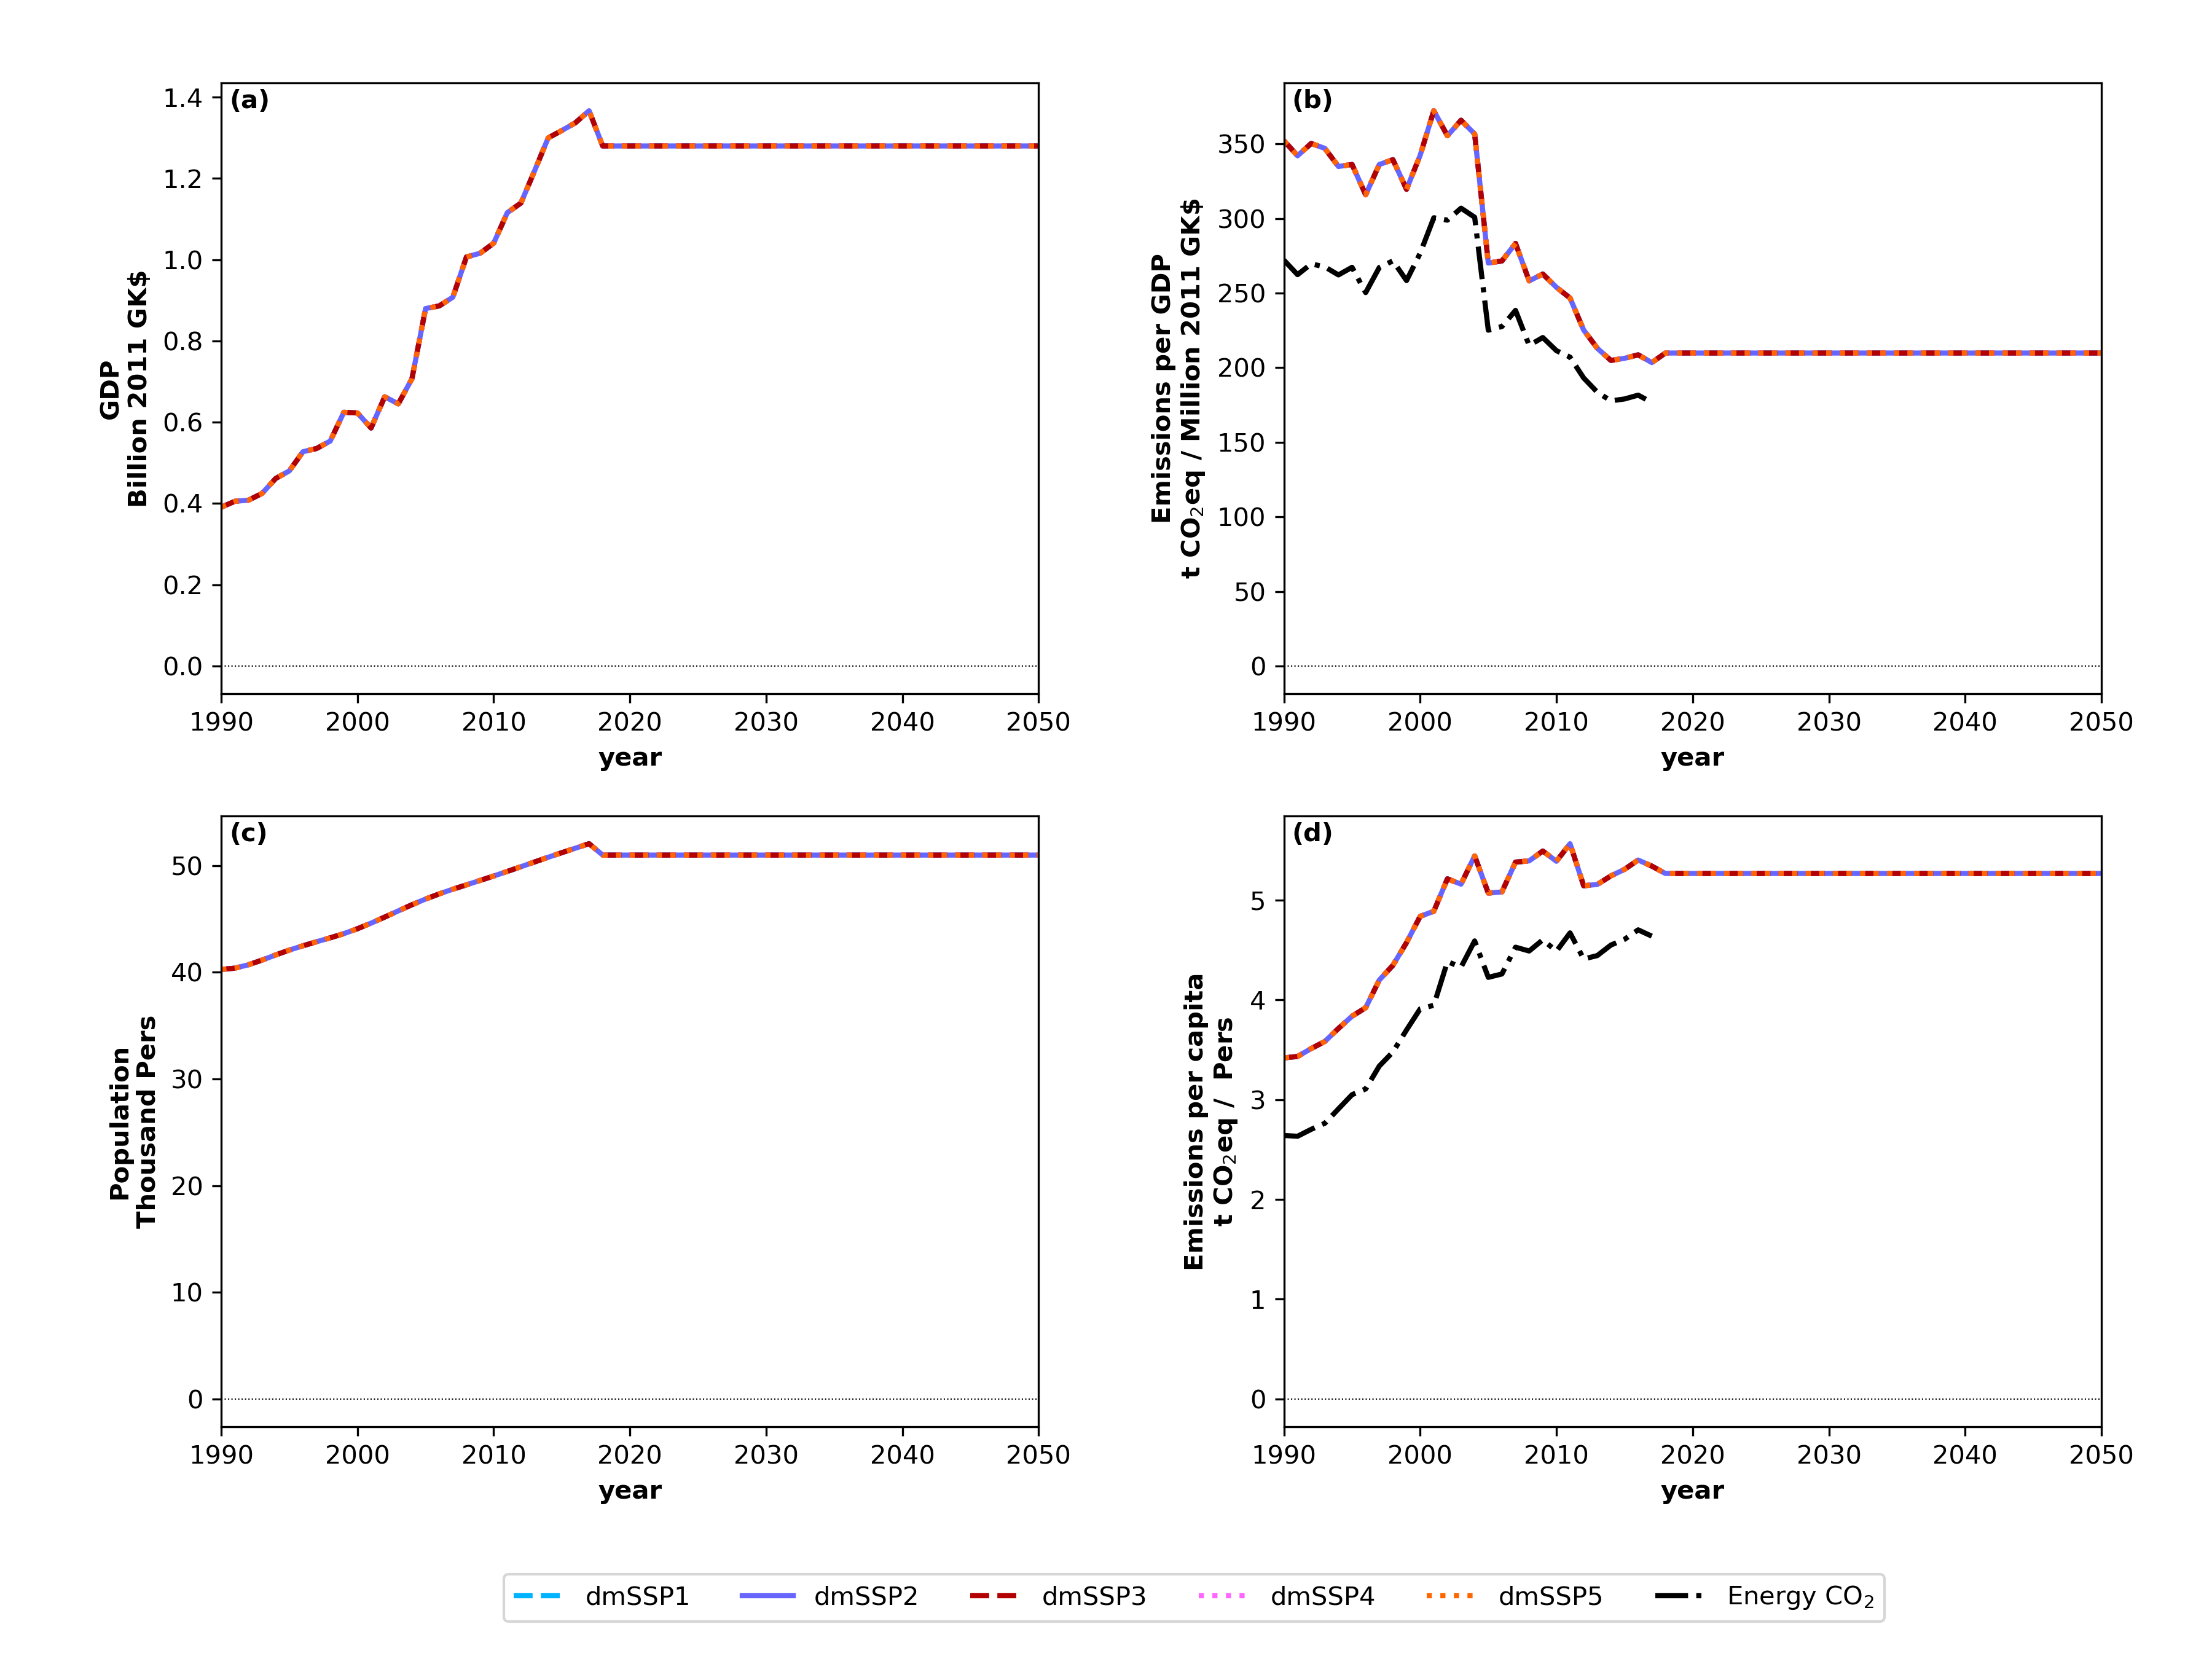 (a)
GDP
Billion 2011 GK$
1.4
1.2
1.0
0.8
0.6
0.4
0.2
0.0
1990 2000 2010 2020 2030 2040 2050
year
(b)
Emissions per GDP
t CO₂eq / Million 2011 GK$
350
300
250
200
150
100
50
0
1990 2000 2010 2020 2030 2040 2050
year
(c)
Population
Thousand Pers
50
40
30
20
10
0
1990 2000 2010 2020 2030 2040 2050
year
(d)
Emissions per capita
t CO₂eq / Pers
5
4
3
2
1
0
1990 2000 2010 2020 2030 2040 2050
year
dmSSP1 dmSSP2 dmSSP3 dmSSP4 dmSSP5 Energy CO₂